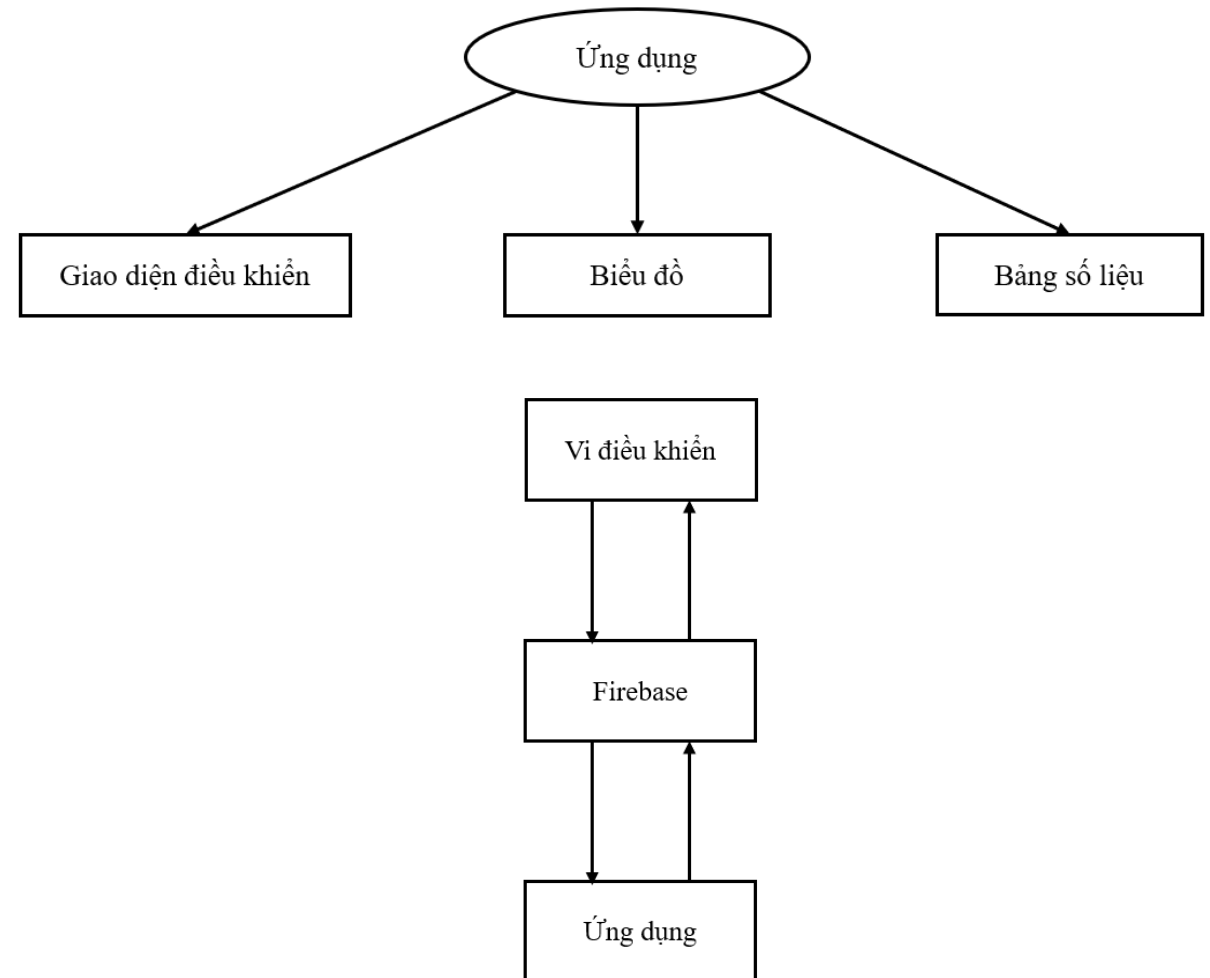 Ứng dụng
Giao diện điều khiển
Biểu đồ
Bảng số liệu
Vi điều khiển
Firebase
Ứng dụng